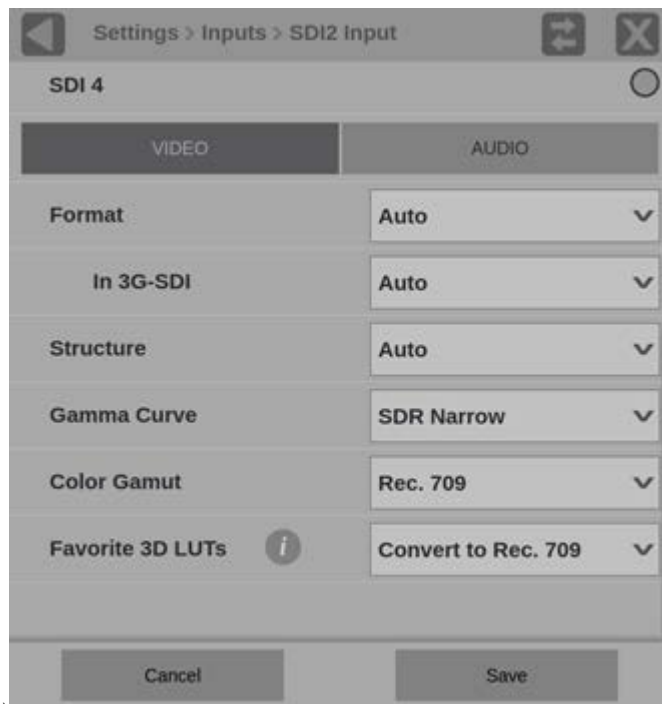 Settings > Inputs > SDI2 Input
SDI 4
VIDEO AUDIO
Format Auto
In 3G-SDI Auto
Structure Auto
Gamma Curve SDR Narrow
Color Gamut Rec. 709
Favorite 3D LUTs i Convert to Rec. 709
Cancel Save